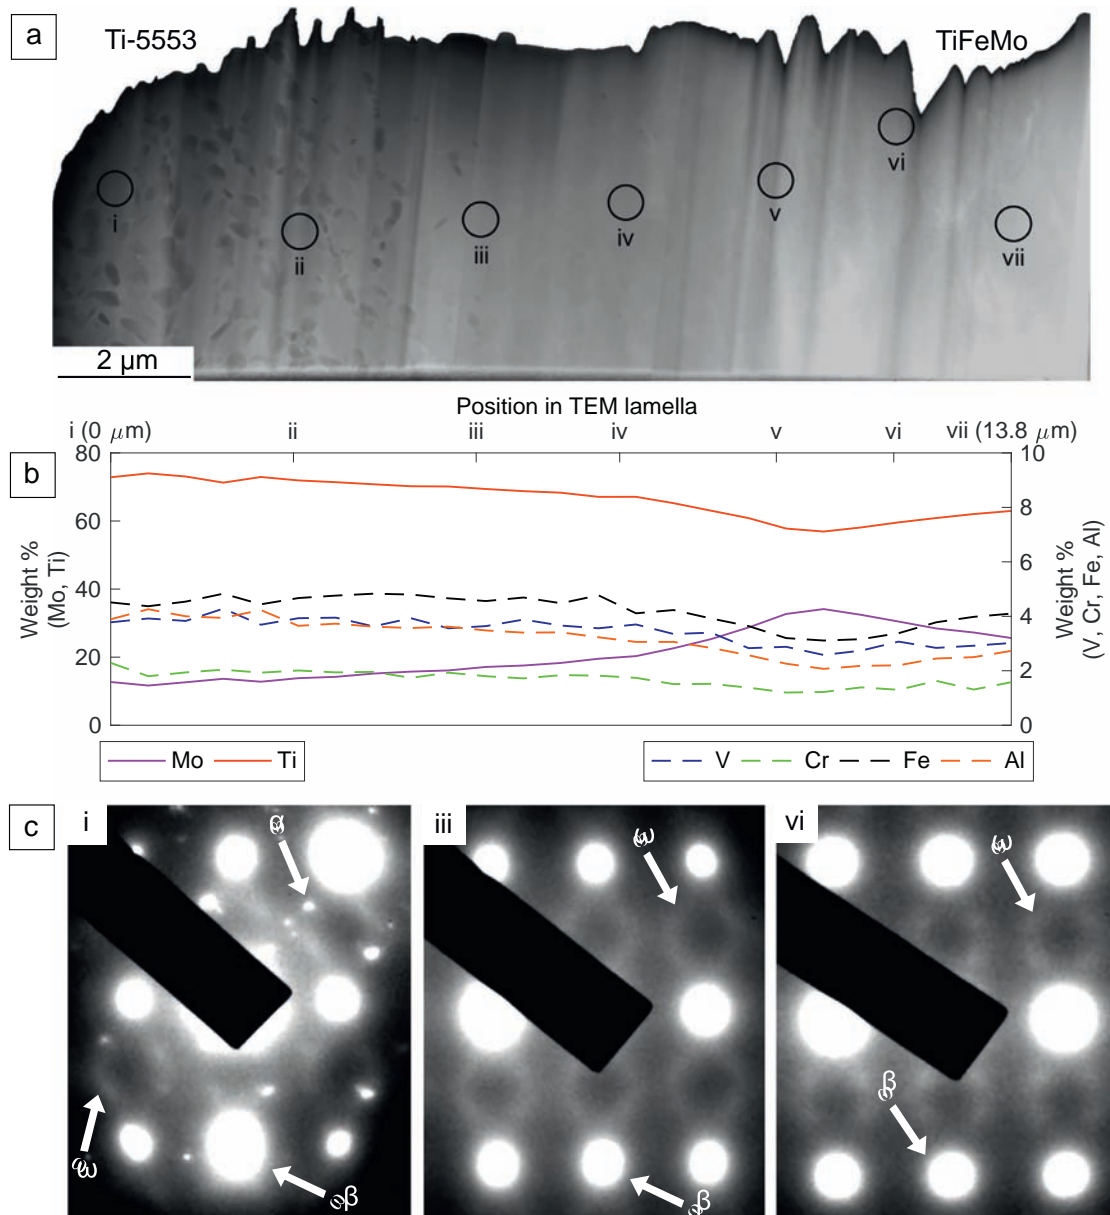 a
Ti-5553
TiFeMo
i
ii
iii
iv
v
vi
vii
2 µm
Position in TEM lamella
i (0 μm)
ii
iii
iv
v
vi
vii (13.8 μm)
b
80
60
40
20
0
10
8
6
4
2
0
Weight %
(Mo, Ti)
Weight %
(V, Cr, Fe, Al)
Mo
Ti
V
Cr
Fe
Al
c
i
iii
vi
α
ω
ω
ω
β
β
β